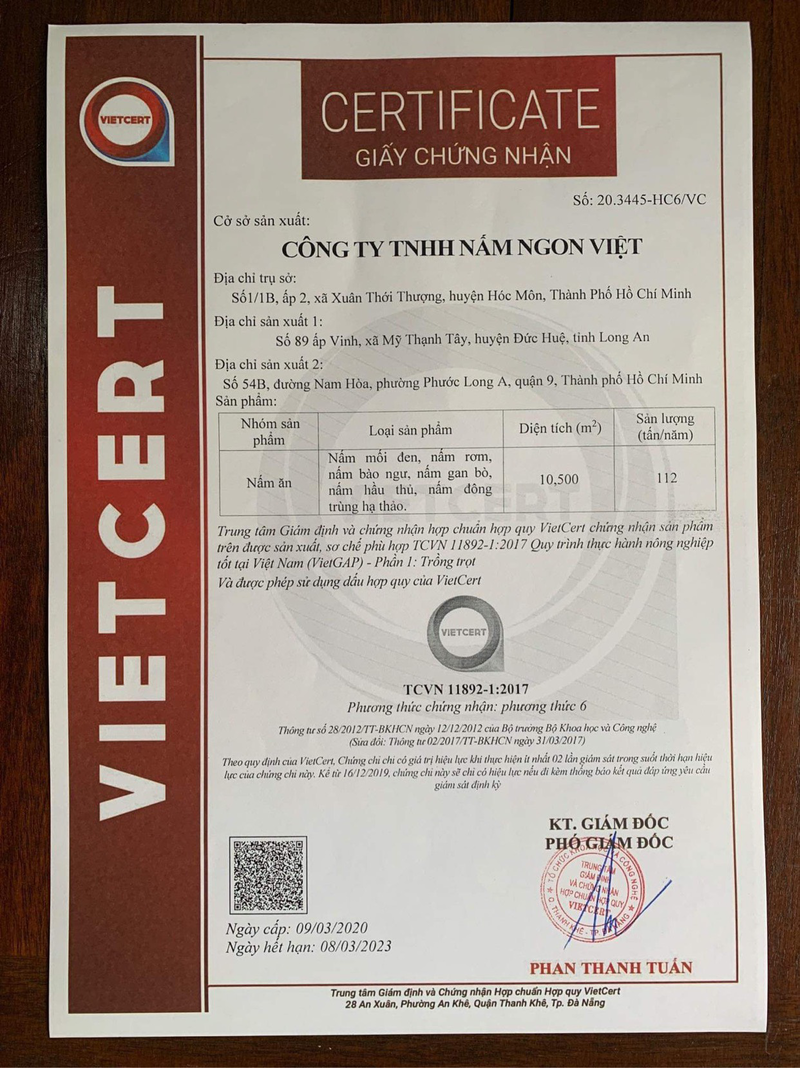 VIETCERT
VIETCERT
CERTIFICATE
GIẤY CHỨNG NHẬN
Số: 20.3445-HC6/VC
Cở sở sản xuất:
CÔNG TY TNHH NẤM NGON VIỆT
Địa chỉ trụ sở:
Số1/1B, ấp 2, xã Xuân Thới Thượng, huyện Hóc Môn, Thành Phố Hồ Chí Minh
Địa chỉ sản xuất 1:
Số 89 ấp Vinh, xã Mỹ Thạnh Tây, huyện Đức Huệ, tỉnh Long An
Địa chỉ sản xuất 2:
Số 54B, đường Nam Hòa, phường Phước Long A, quận 9, Thành phố Hồ Chí Minh
Sản phẩm:
Nhóm sản phẩm
Loại sản phẩm
Diện tích (m²)
Sản lượng (tấn/năm)
Nấm ăn
Nấm mối đen, nấm rơm,
nấm bào ngư, nấm gan bò,
nấm hầu thủ, nấm đông
trùng hạ thảo.
10,500
112
VIETCERT
Trung tâm Giám định và chứng nhận hợp chuẩn hợp quy VietCert chứng nhận sản phẩm
trên được sản xuất, sơ chế phù hợp TCVN 11892-1:2017 Quy trình thực hành nông nghiệp
tốt tại Việt Nam (VietGAP) - Phần 1: Trồng trọt
Và được phép sử dụng dấu hợp quy của VietCert
VIETCERT
TCVN 11892-1:2017
Phương thức chứng nhận: phương thức 6
Thông tư số 28/2012/TT-BKHCN ngày 12/12/2012 của Bộ trưởng Bộ Khoa học và Công nghệ
(Sửa đổi: Thông tư 02/2017/TT-BKHCN ngày 31/03/2017)
Theo quy định của VietCert, Chứng chỉ chỉ có giá trị hiệu lực khi thực hiện ít nhất 02 lần giám sát trong suốt thời hạn hiệu
lực của chứng chỉ này. Kể từ 16/12/2019, chứng chỉ này sẽ chỉ có hiệu lực nếu đi kèm thông báo kết quả đáp ứng yêu cầu
giám sát định kỳ
KT. GIÁM ĐỐC
PHÓ GIÁM ĐỐC
TRUNG TÂM
GIÁM ĐỊNH
VÀ CHỨNG NHẬN
HỢP CHUẨN HỢP QUY
VIETCERT
Ngày cấp: 09/03/2020
Ngày hết hạn: 08/03/2023
PHAN THANH TUẤN
Trung tâm Giám định và Chứng nhận Hợp chuẩn Hợp quy VietCert
28 An Xuân, Phường An Khê, Quận Thanh Khê, Tp. Đà Nẵng